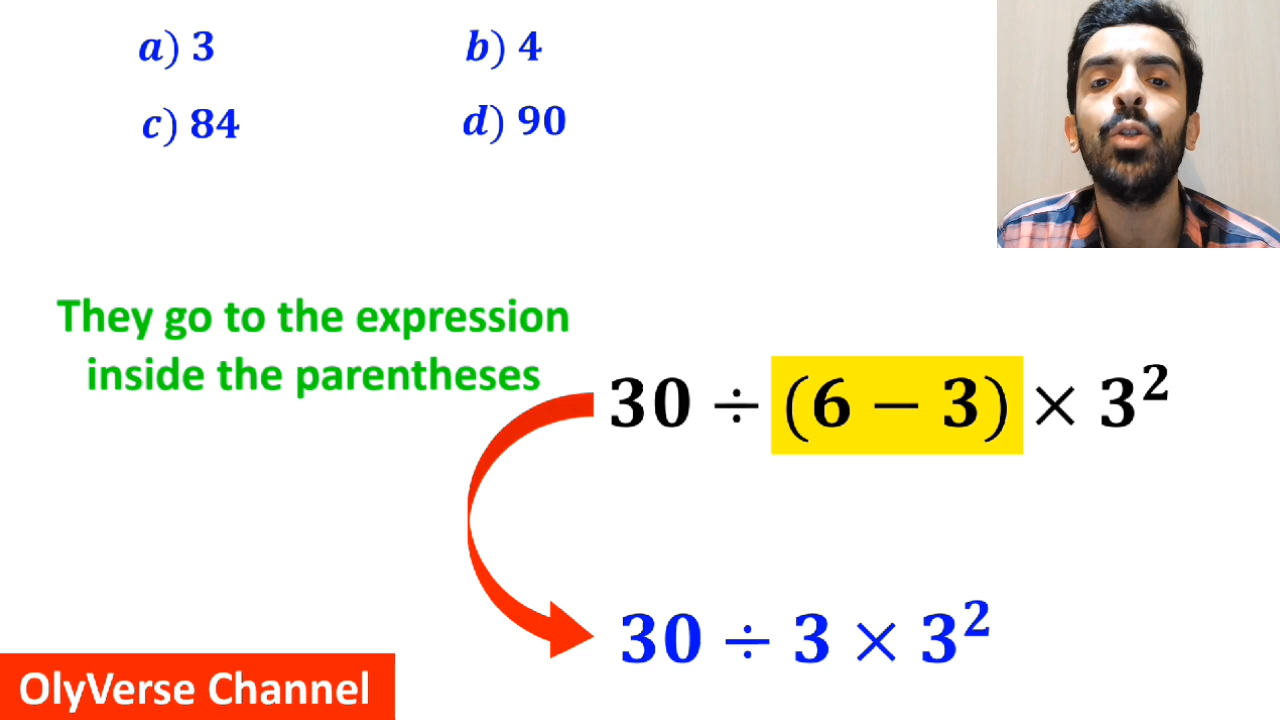 a) 3 b) 4
c) 84 d) 90
They go to the expression
inside the parentheses
30 ÷ (6 − 3) × 3²
30 ÷ 3 × 3²
OlyVerse Channel